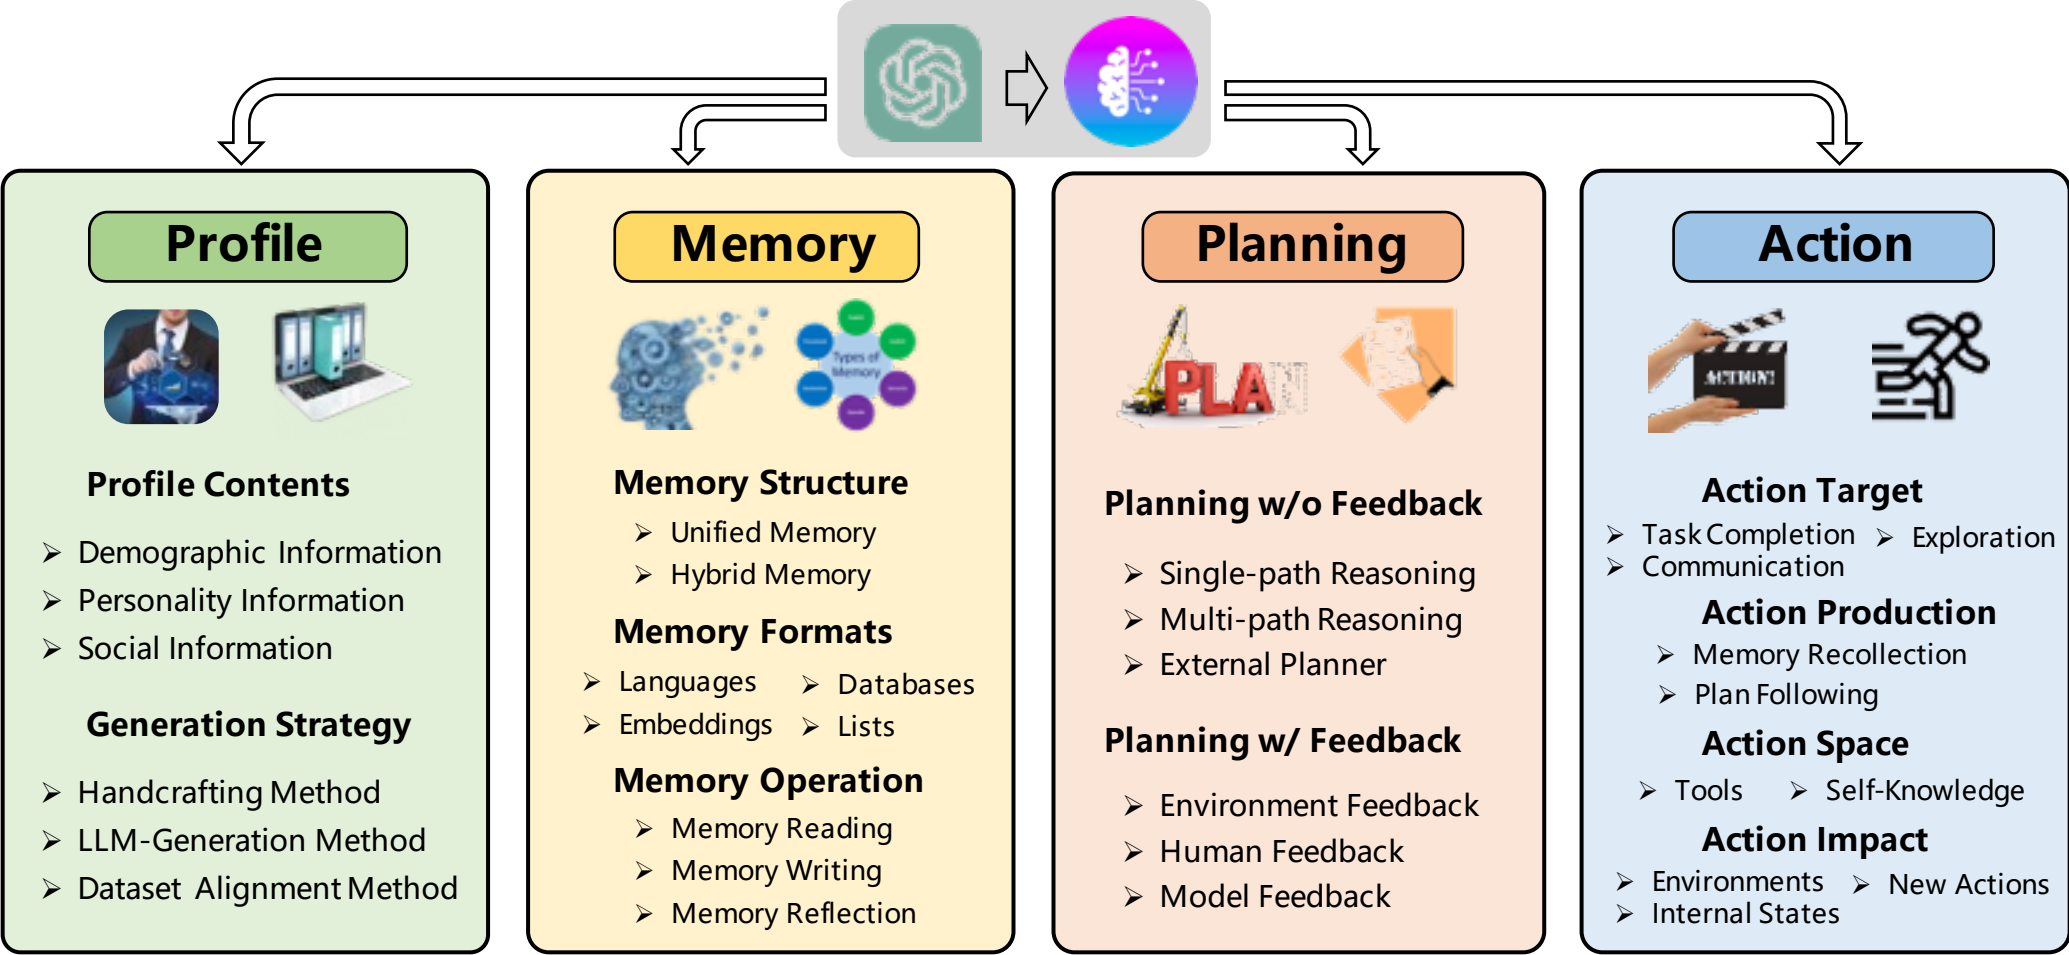 Profile
Profile Contents
Demographic Information
Personality Information
Social Information
Generation Strategy
Handcrafting Method
LLM-Generation Method
Dataset Alignment Method
Memory
Types of
Memory
Memory Structure
Unified Memory
Hybrid Memory
Memory Formats
Languages
Databases
Embeddings
Lists
Memory Operation
Memory Reading
Memory Writing
Memory Reflection
Planning
PLA
Planning w/o Feedback
Single-path Reasoning
Multi-path Reasoning
External Planner
Planning w/ Feedback
Environment Feedback
Human Feedback
Model Feedback
Action
ACTION!
Action Target
Task Completion
Exploration
Communication
Action Production
Memory Recollection
Plan Following
Action Space
Tools
Self-Knowledge
Action Impact
Environments
New Actions
Internal States